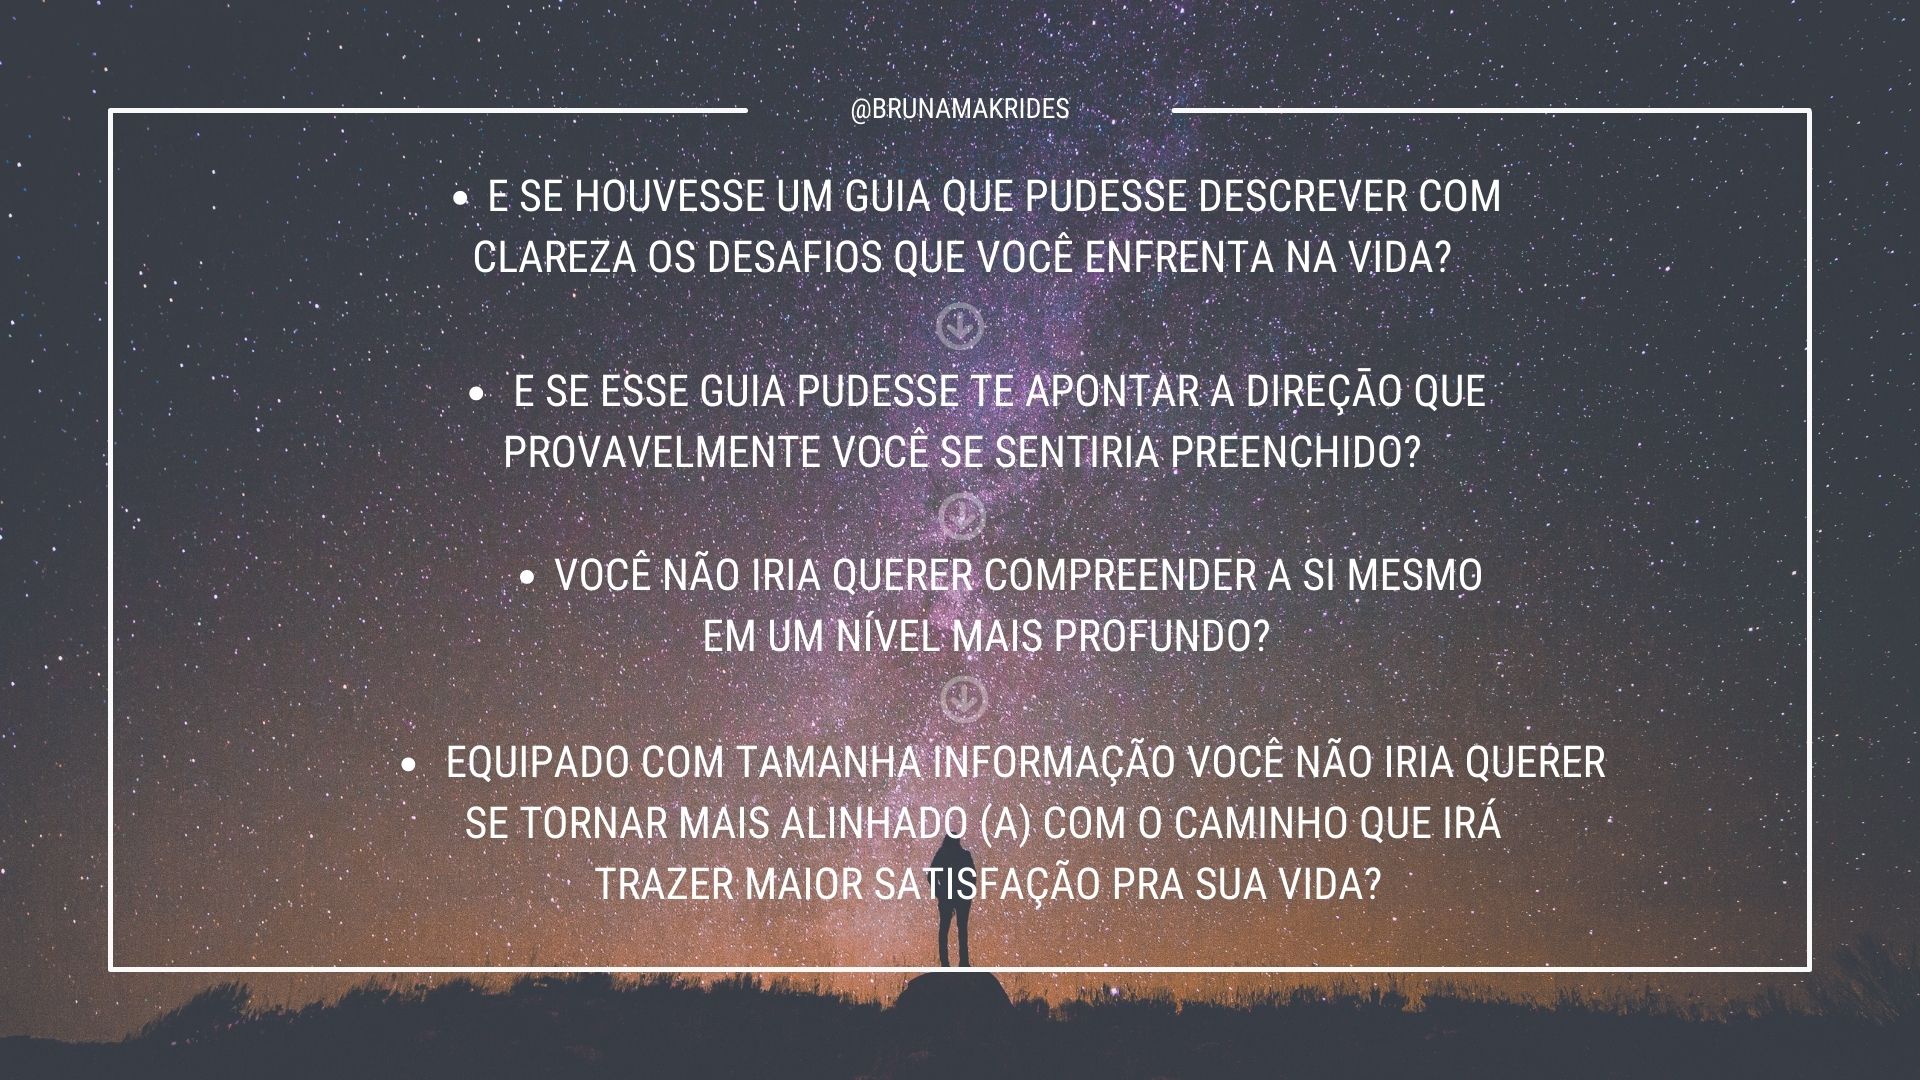 @BRUNAMAKRIDES
• E SE HOUVESSE UM GUIA QUE PUDESSE DESCREVER COM
CLAREZA OS DESAFIOS QUE VOCÊ ENFRENTA NA VIDA?
• E SE ESSE GUIA PUDESSE TE APONTAR A DIREÇĀO QUE
PROVAVELMENTE VOCÊ SE SENTIRIA PREENCHIDO?
• VOCÊ NÃO IRIA QUERER COMPREENDER A SI MESMO
EM UM NÍVEL MAIS PROFUNDO?
• EQUIPADO COM TAMANHA INFORMAÇÃO VOCÊ NÃO IRIA QUERER
SE TORNAR MAIS ALINHADO (A) COM O CAMINHO QUE IRÁ
TRAZER MAIOR SATISFAÇÃO PRA SUA VIDA?